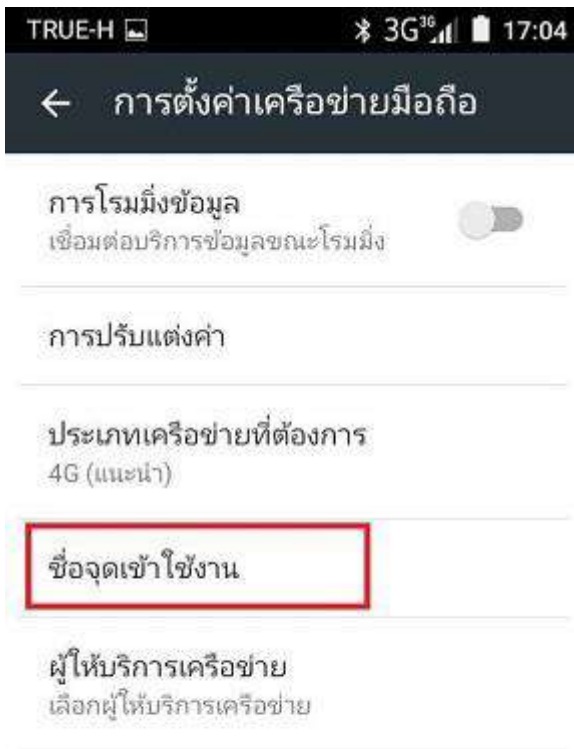 TRUE-H 3G 3G 17:04
← การตั้งค่าเครือข่ายมือถือ
การโรมมิ่งข้อมูล
เชื่อมต่อบริการข้อมูลขณะโรมมิ่ง
การปรับแต่งค่า
ประเภทเครือข่ายที่ต้องการ
4G (แนะนำ)
ชื่อจุดเข้าใช้งาน
ผู้ให้บริการเครือข่าย
เลือกผู้ให้บริการเครือข่าย